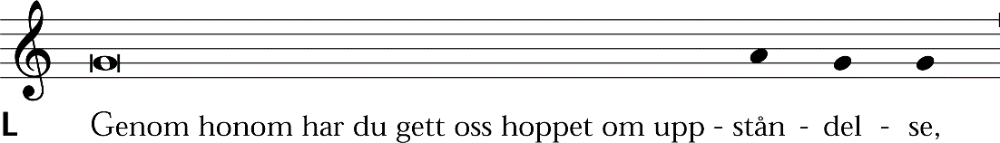 L Genom honom har du gett oss hoppet om upp - stån - del - se,